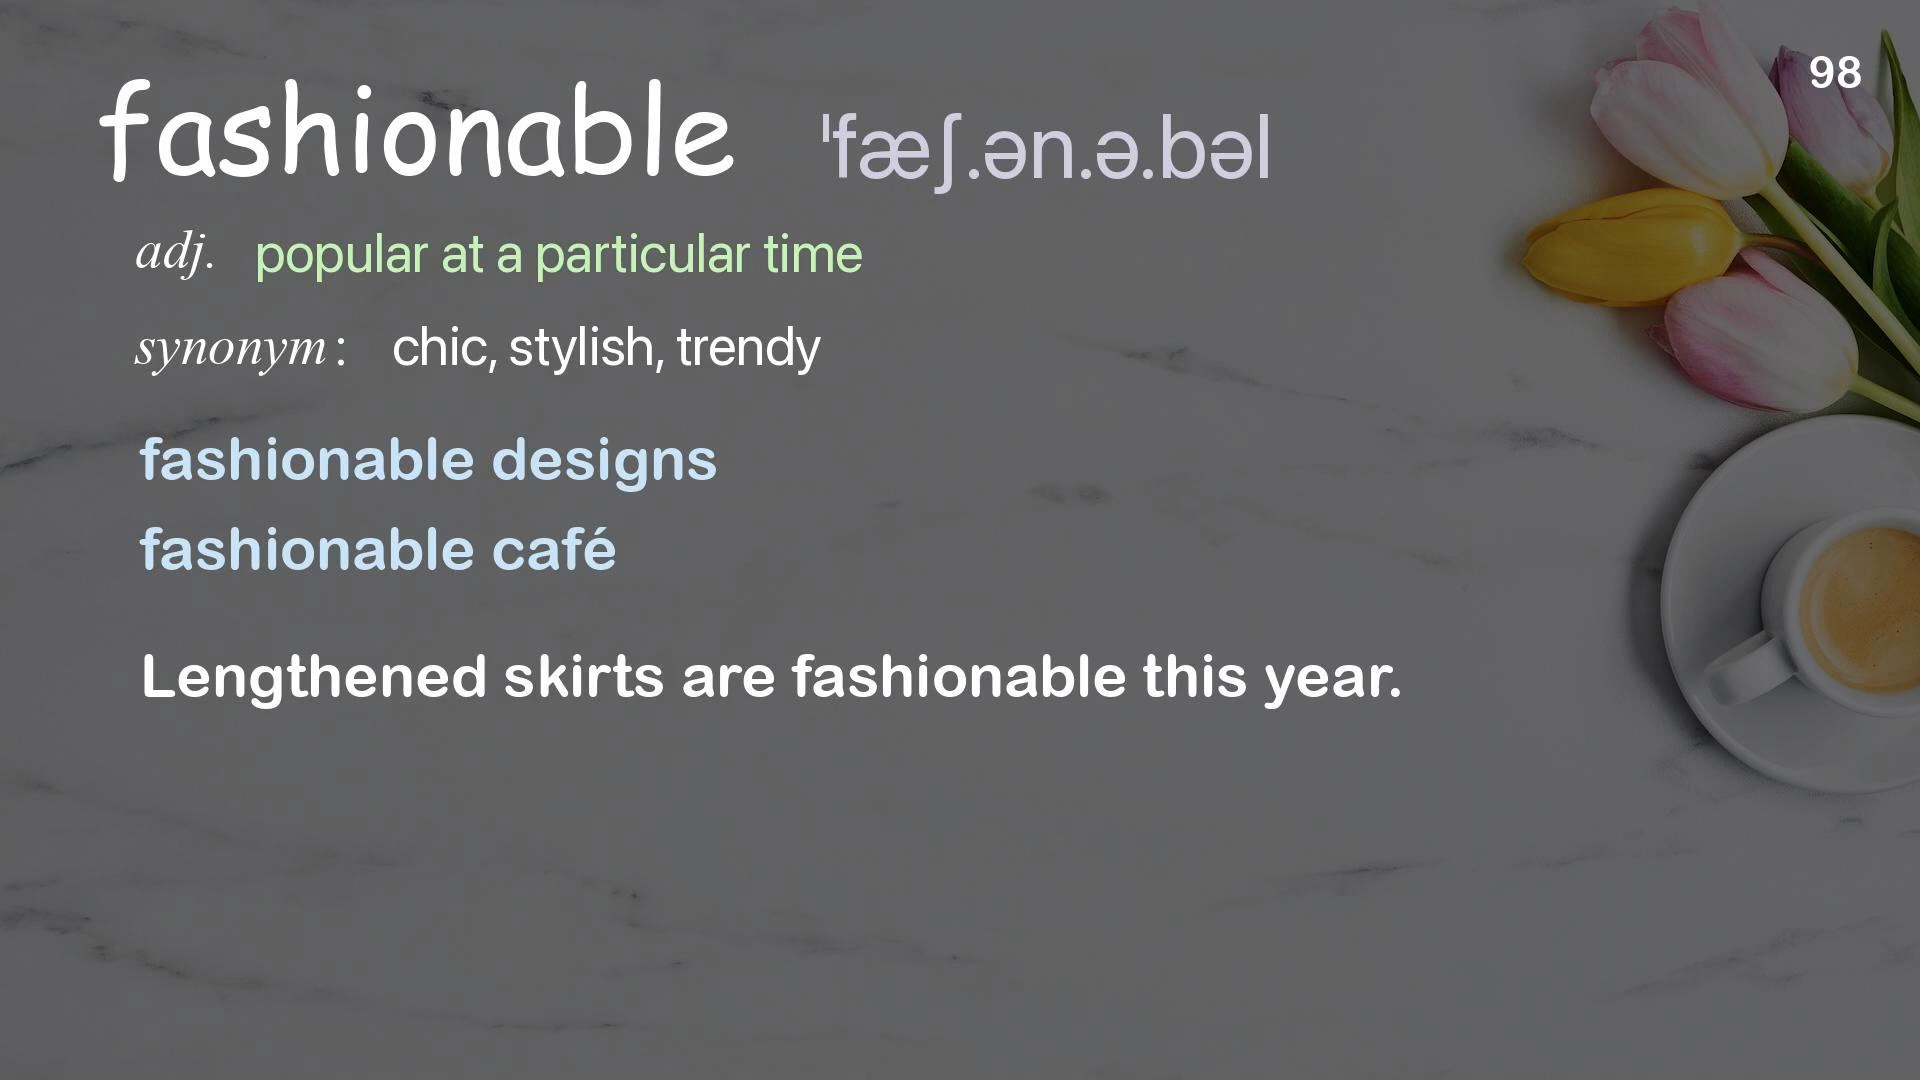 98
fashionable ˈfæʃ.ən.ə.bəl
adj. popular at a particular time
synonym: chic, stylish, trendy
fashionable designs
fashionable café
Lengthened skirts are fashionable this year.